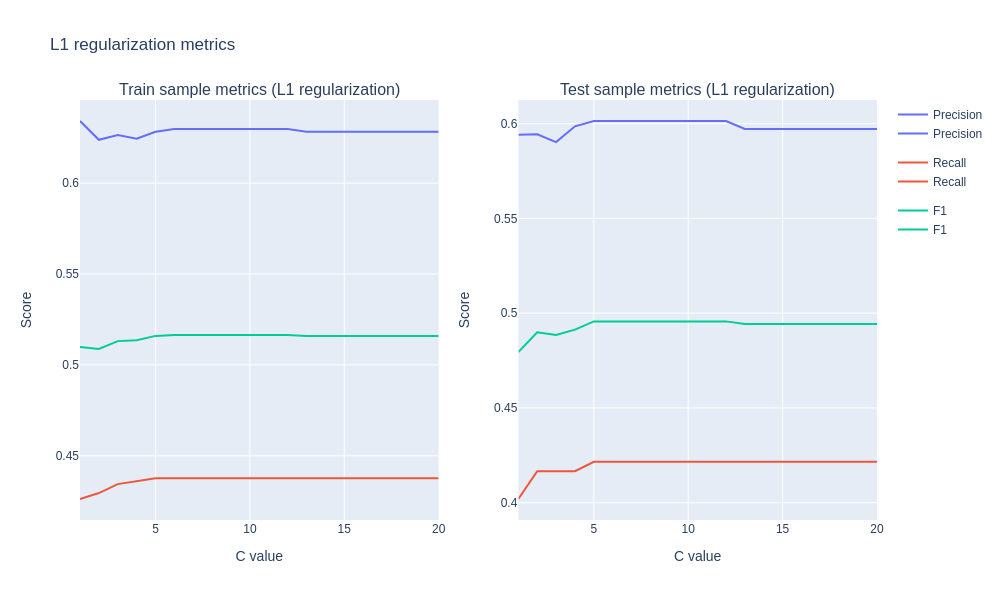 L1 regularization metrics
Train sample metrics (L1 regularization)
Test sample metrics (L1 regularization)
0.6
0.55
0.5
0.45
Score
5
10
15
20
C value
0.6
0.55
0.5
0.45
0.4
Score
5
10
15
20
C value
Precision
Precision
Recall
Recall
F1
F1